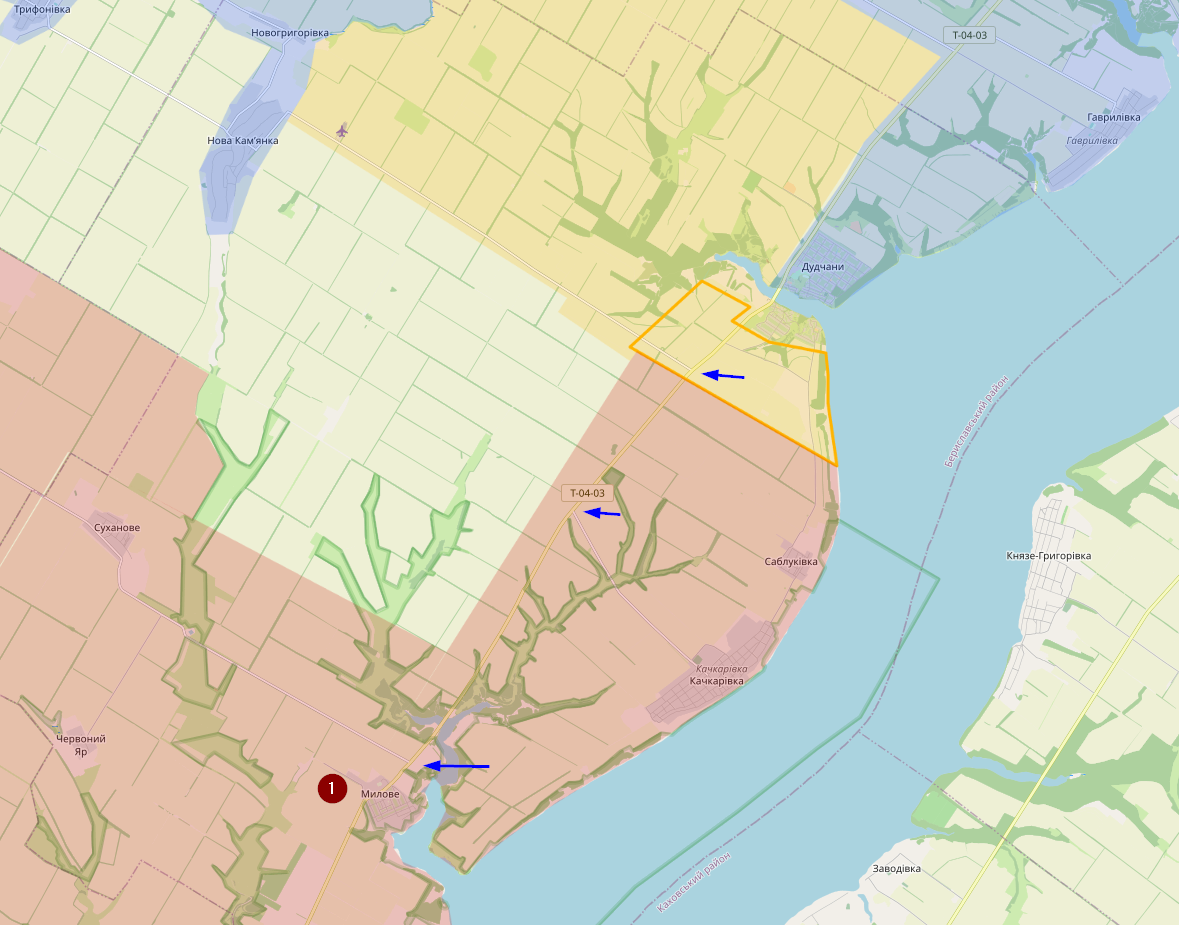 Трифонівка
Новогригорівка
Т-04-03
Гаврилівка
Гаврилівка
Нова Кам'янка
Дудчани
Бериславський район
Т-04-03
Суханове
Саблуківка
Князе-Григорівка
Качкарівка
Качкарівка
Червоний
Яр
1
Милове
Заводівка
Каховський район